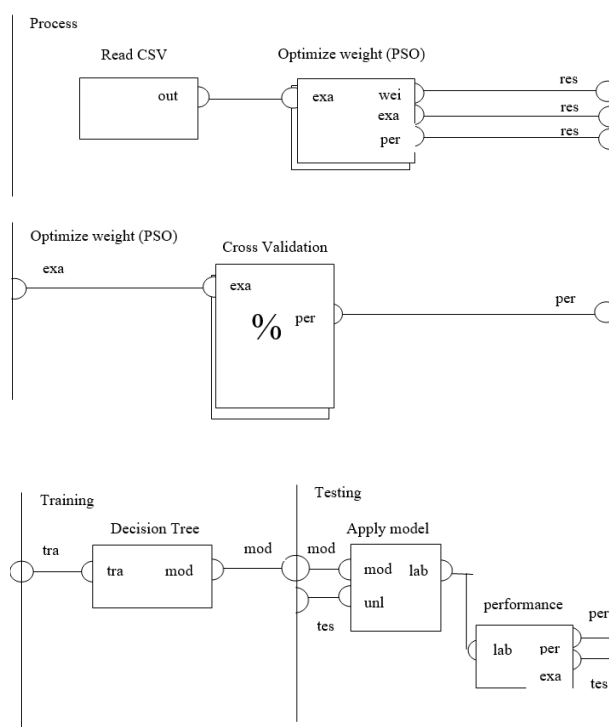 Process
Read CSV
Optimize weight (PSO)
out
exa
wei
exa
per
res
res
res
Optimize weight (PSO)
Cross Validation
exa
exa
%
per
per
Training
Testing
Decision Tree
Apply model
tra
tra
mod
mod
mod
mod
lab
unl
tes
performance
lab
per
exa
per
tes